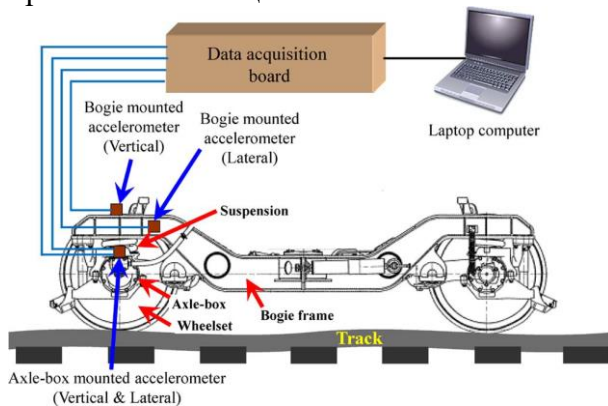 Data acquisition
board
Laptop computer
Bogie mounted
accelerometer
(Vertical)
Bogie mounted
accelerometer
(Lateral)
Suspension
Axle-box
Wheelset
Bogie frame
Track
Axle-box mounted accelerometer
(Vertical & Lateral)